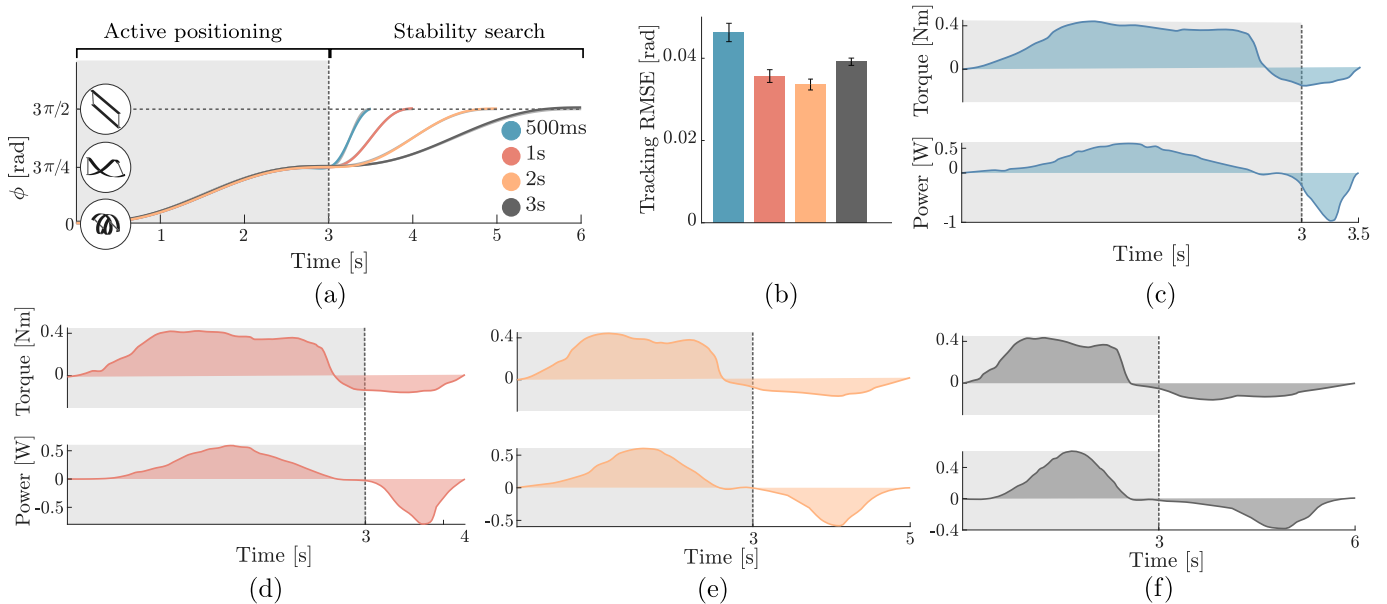 Active positioning
Stability search
ϕ [rad]
3π/2
3π/4
0
1
2
3
4
5
6
Time [s]
500ms
1s
2s
3s
(a)
Tracking RMSE [rad]
0.04
0.02
0
(b)
Torque [Nm]
0.4
0
Power [W]
0.5
0
-1
3
3.5
Time [s]
(c)
Torque [Nm]
0.4
0
Power [W]
0.5
0
-0.5
3
4
Time [s]
(d)
0.4
0
0.5
0
-0.5
3
5
Time [s]
(e)
0.4
0
0.4
0
-0.4
3
6
Time [s]
(f)